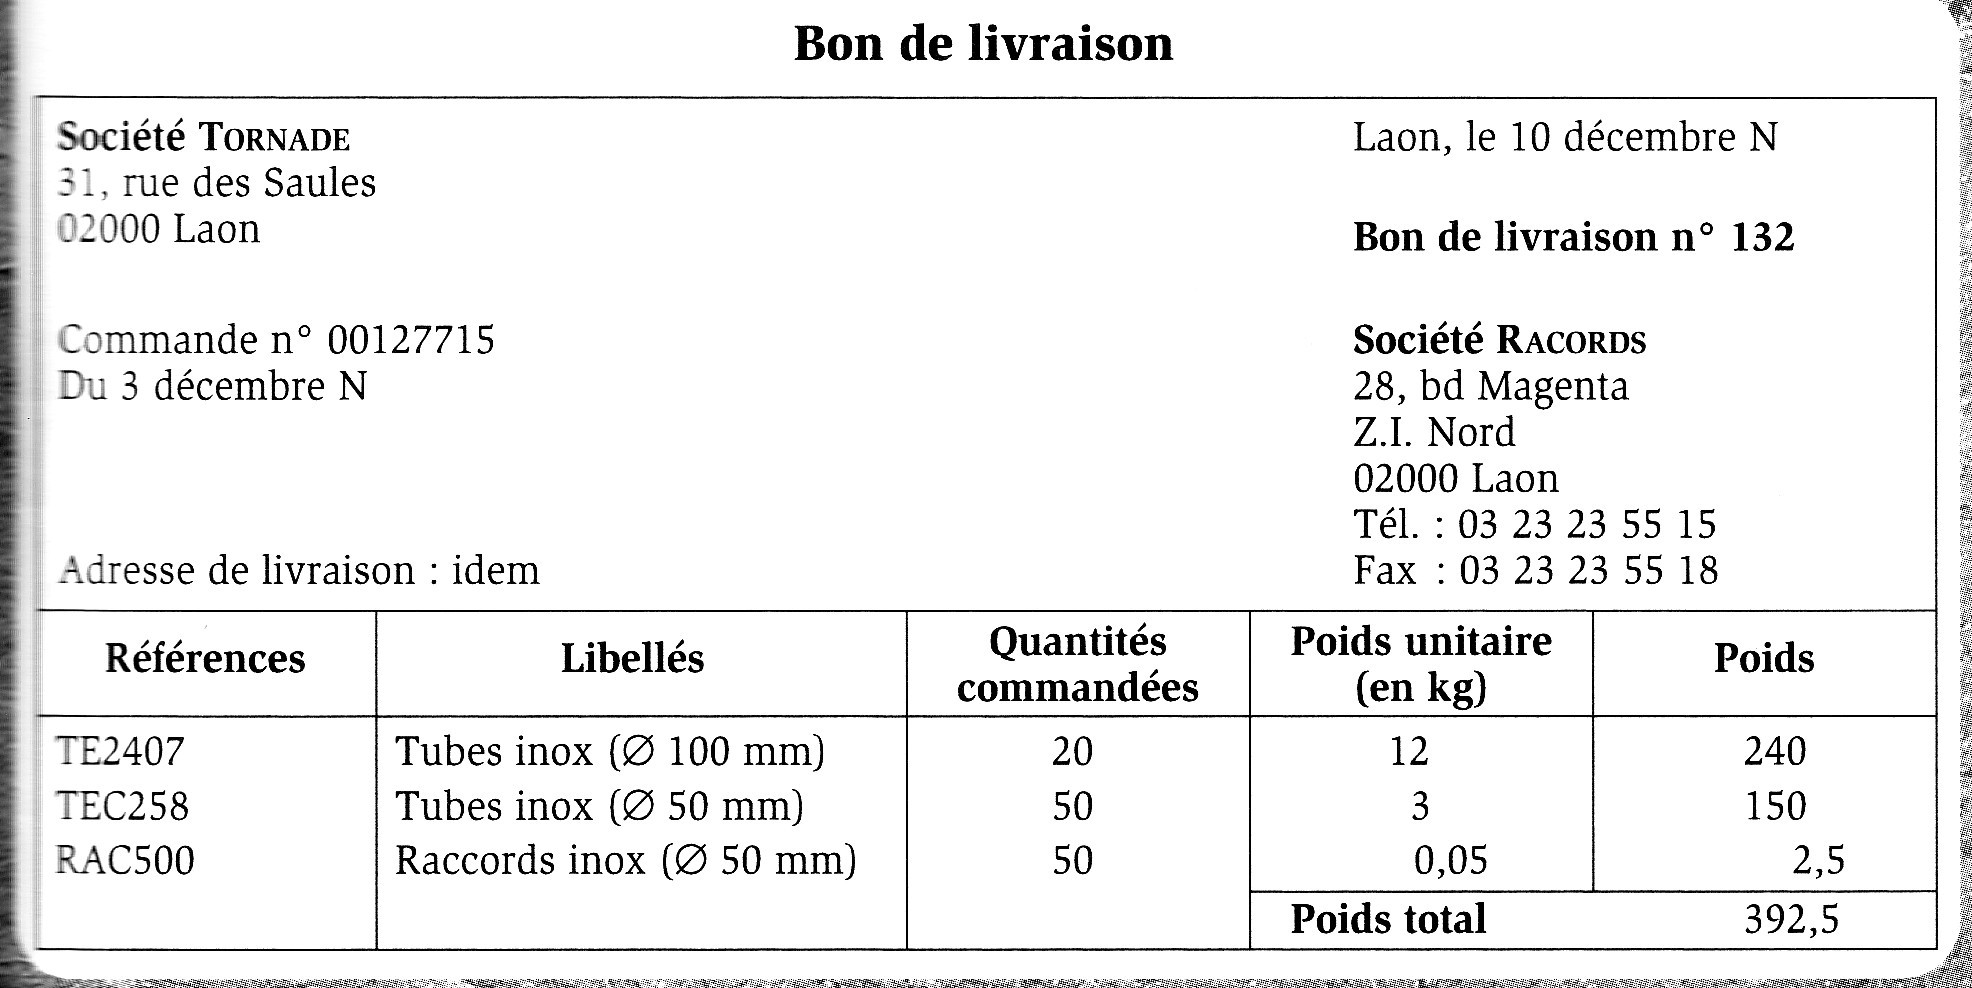 Bon de livraison
Société TORNADE
31, rue des Saules
02000 Laon
Laon, le 10 décembre N
Bon de livraison n° 132
Commande n° 00127715
Du 3 décembre N
Société RACORDS
28, bd Magenta
Z.I. Nord
02000 Laon
Tél. : 03 23 23 55 15
Fax : 03 23 23 55 18
Adresse de livraison : idem
Références Libellés Quantités commandées Poids unitaire (en kg) Poids
TE2407 Tubes inox (Ø 100 mm) 20 12 240
TEC258 Tubes inox (Ø 50 mm) 50 3 150
RAC500 Raccords inox (Ø 50 mm) 50 0,05 2,5
Poids total 392,5